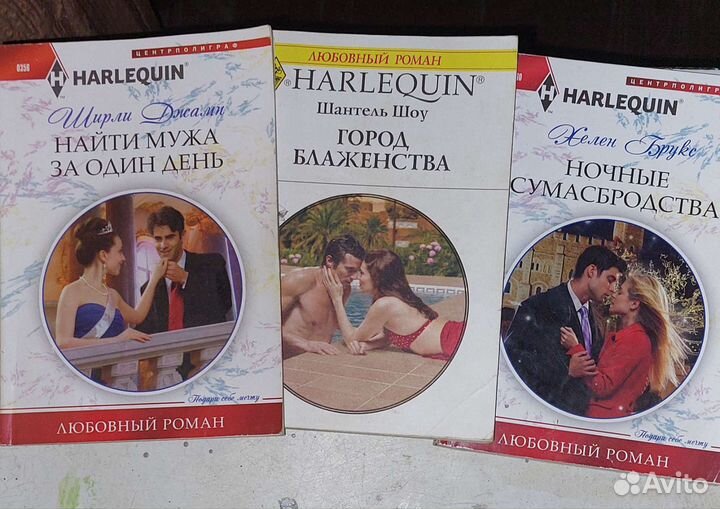 0356
ЦЕНТРПОЛИГРАФ
HARLEQUIN®
Ширли Джамп
НАЙТИ МУЖА
ЗА ОДИН ДЕНЬ
Подари себе мечту
ЛЮБОВНЫЙ РОМАН
ЛЮБОВНЫЙ РОМАН
HARLEQUIN®
Шантель Шоу
ГОРОД
БЛАЖЕНСТВА
ЦЕНТРПОЛИГРАФ
HARLEQUIN®
Хелен Брукс
НОЧНЫЕ
СУМАСБРОДСТВА
Подари себе мечту
ЛЮБОВНЫЙ РОМАН
Avito